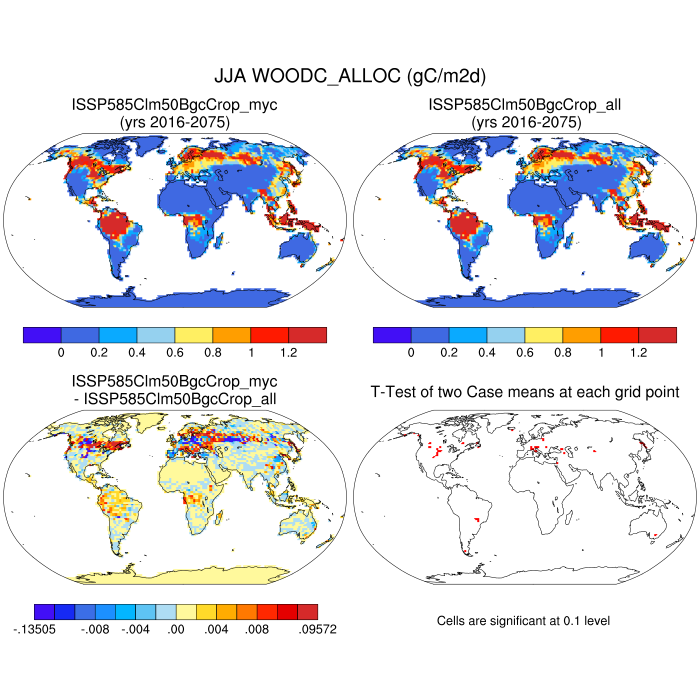 JJA WOODC_ALLOC (gC/m2d)
ISSP585Clm50BgcCrop_myc
(yrs 2016-2075)
ISSP585Clm50BgcCrop_all
(yrs 2016-2075)
0 0.2 0.4 0.6 0.8 1 1.2
0 0.2 0.4 0.6 0.8 1 1.2
ISSP585Clm50BgcCrop_myc
- ISSP585Clm50BgcCrop_all
T-Test of two Case means at each grid point
-.13505 -.008 -.004 .00 .004 .008 .09572
Cells are significant at 0.1 level